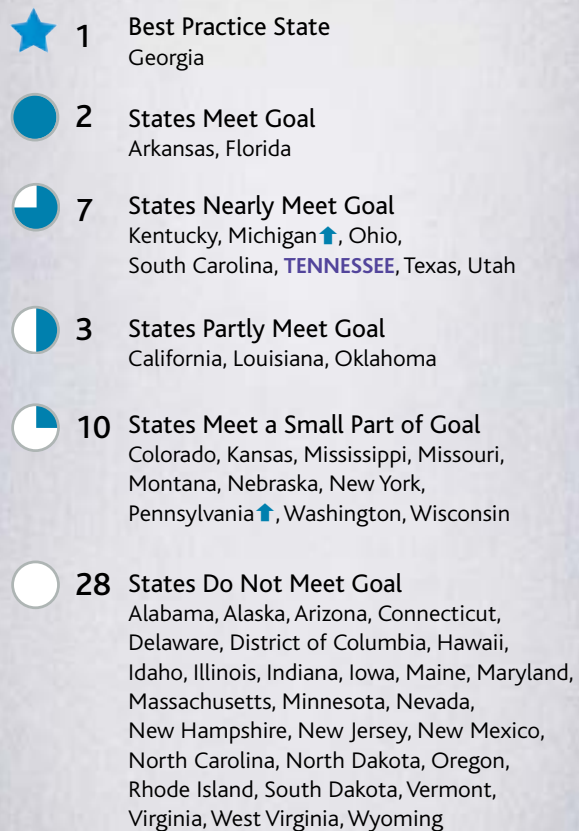 1 Best Practice State
Georgia
2 States Meet Goal
Arkansas, Florida
7 States Nearly Meet Goal
Kentucky, Michigan⬆, Ohio,
South Carolina, TENNESSEE, Texas, Utah
3 States Partly Meet Goal
California, Louisiana, Oklahoma
10 States Meet a Small Part of Goal
Colorado, Kansas, Mississippi, Missouri,
Montana, Nebraska, New York,
Pennsylvania⬆, Washington, Wisconsin
28 States Do Not Meet Goal
Alabama, Alaska, Arizona, Connecticut,
Delaware, District of Columbia, Hawaii,
Idaho, Illinois, Indiana, Iowa, Maine, Maryland,
Massachusetts, Minnesota, Nevada,
New Hampshire, New Jersey, New Mexico,
North Carolina, North Dakota, Oregon,
Rhode Island, South Dakota, Vermont,
Virginia, West Virginia, Wyoming